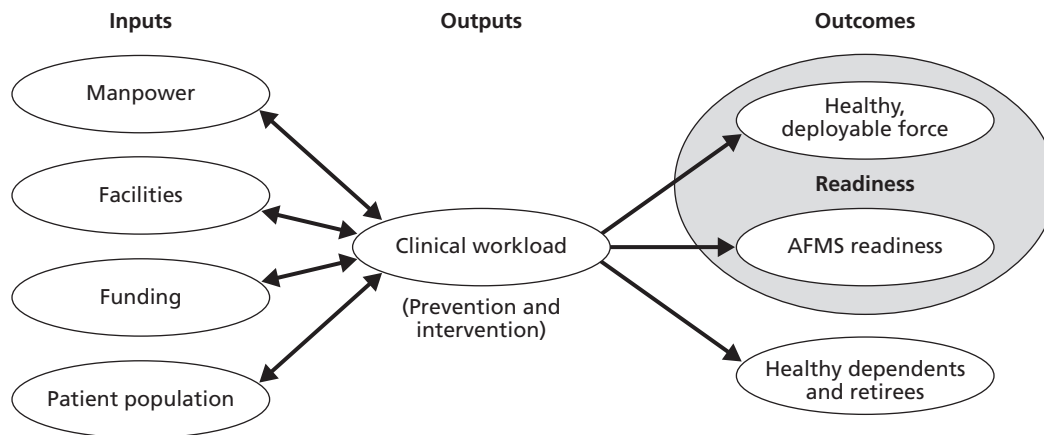 Inputs
Outputs
Outcomes
Manpower
Facilities
Funding
Patient population
Clinical workload
(Prevention and
intervention)
Healthy,
deployable force
Readiness
AFMS readiness
Healthy dependents
and retirees